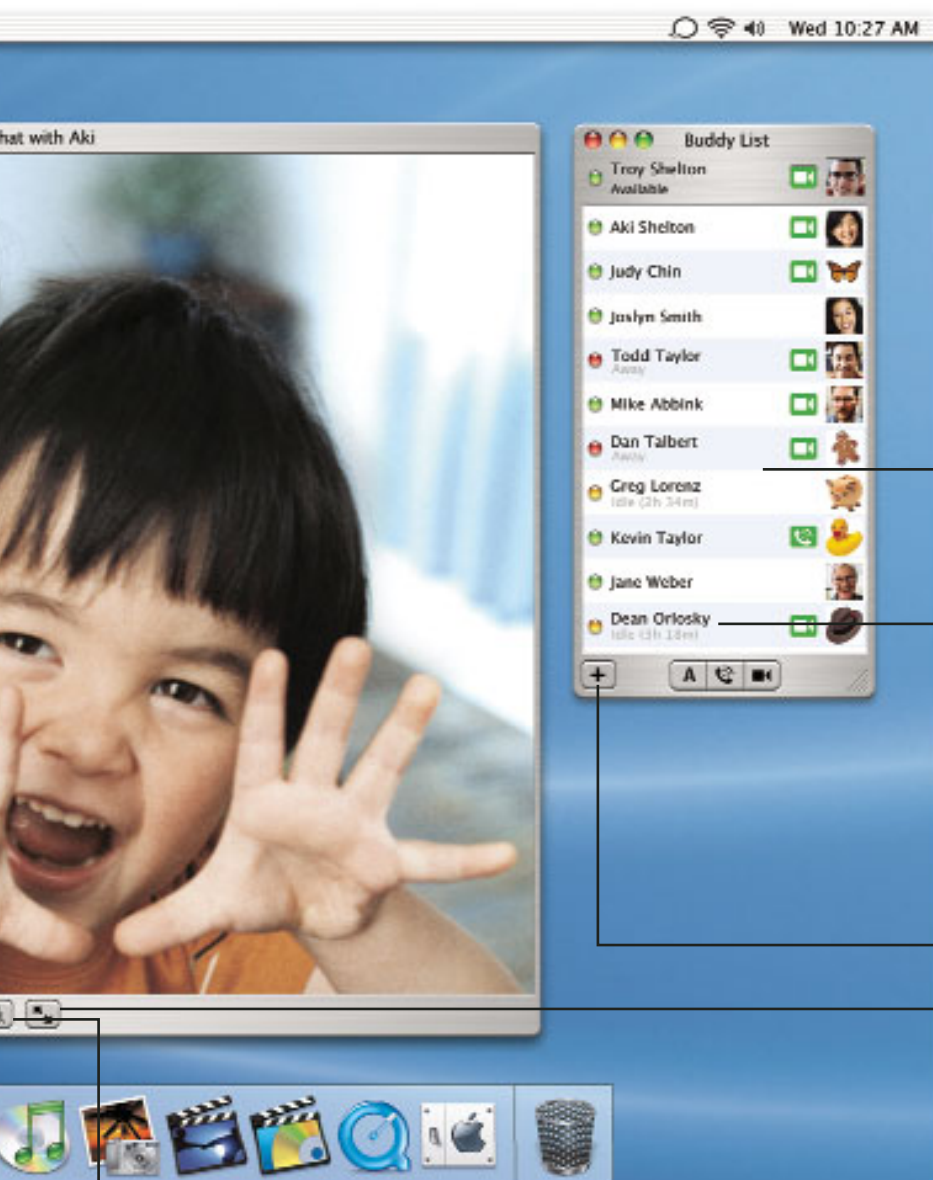 Wed 10:27 AM
hat with Aki
Buddy List
Troy Shelton
Available
Aki Shelton
Judy Chin
Joslyn Smith
Todd Taylor
Away
Mike Abbink
Dan Talbert
Away
Greg Lorenz
Idle (2h 34m)
Kevin Taylor
Jane Weber
Dean Orlosky
Idle (3h 18m)
A